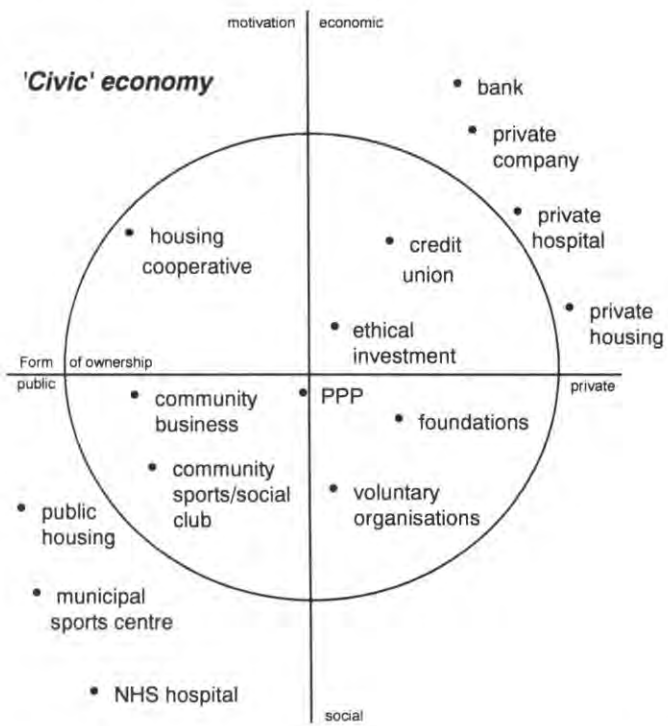 motivation economic
'Civic' economy
bank
private
company
housing
cooperative
credit
union
private
hospital
ethical
investment
private
housing
Form of ownership
public
private
community
business
PPP
foundations
community
sports/social
club
voluntary
organisations
public
housing
municipal
sports centre
NHS hospital
social